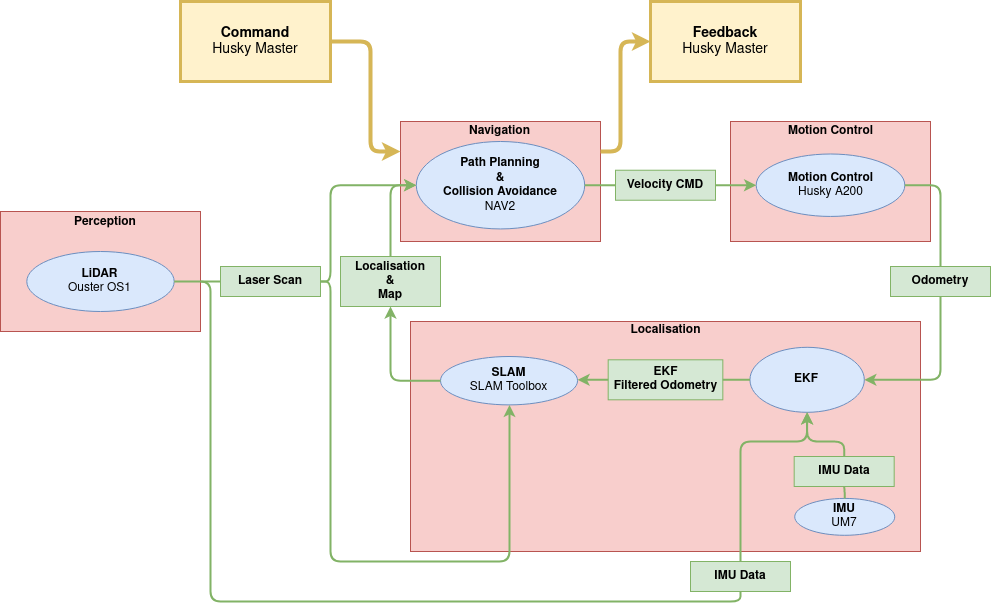 Command
Husky Master
Feedback
Husky Master
Navigation
Path Planning
&
Collision Avoidance
NAV2
Velocity CMD
Motion Control
Motion Control
Husky A200
Perception
LiDAR
Ouster OS1
Laser Scan
Localisation
&
Map
Odometry
Localisation
SLAM
SLAM Toolbox
EKF
Filtered Odometry
EKF
IMU Data
IMU
UM7
IMU Data